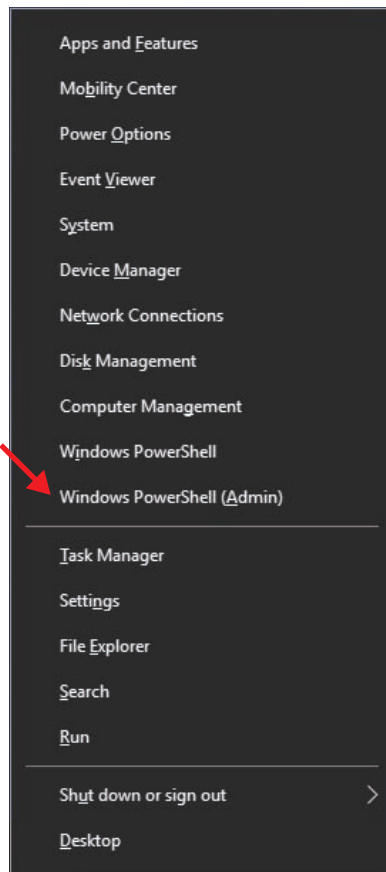 Apps and Features
Mobility Center
Power Options
Event Viewer
System
Device Manager
Network Connections
Disk Management
Computer Management
Windows PowerShell
Windows PowerShell (Admin)
Task Manager
Settings
File Explorer
Search
Run
Shut down or sign out
Desktop